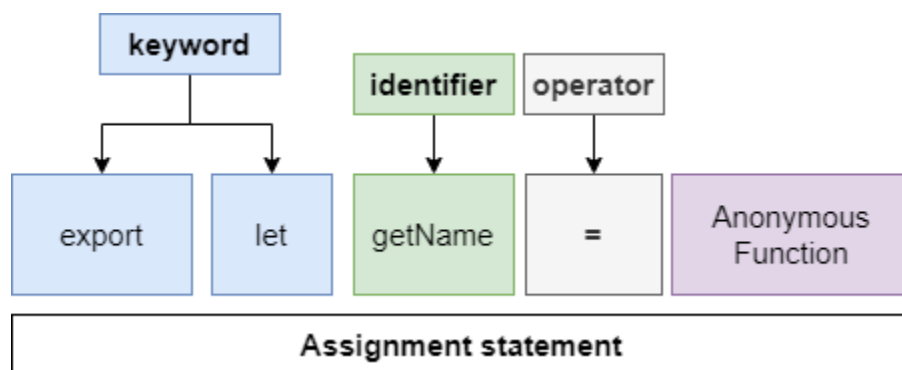 keyword
identifier
operator
export
let
getName
=
Anonymous
Function
Assignment statement